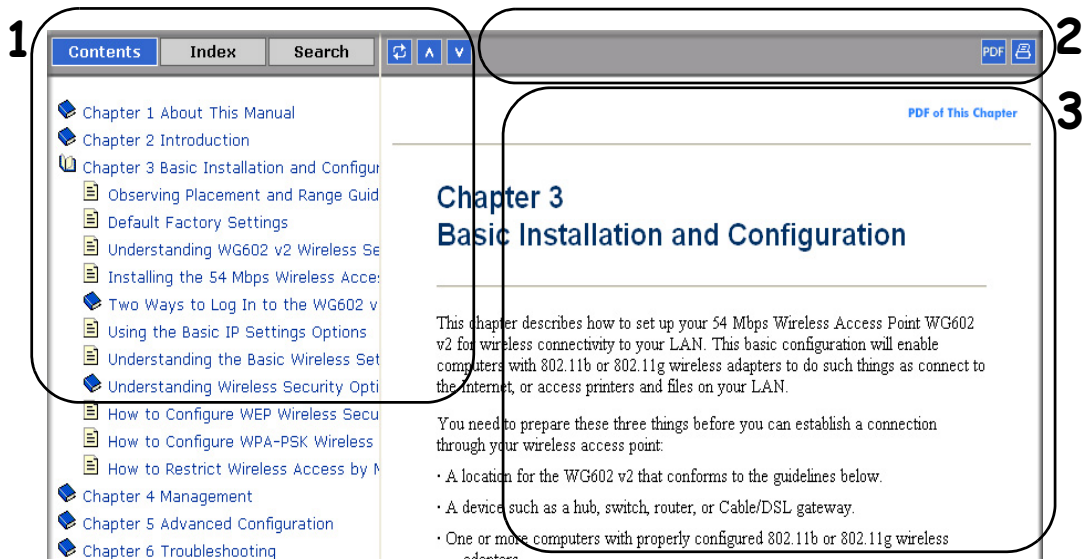 1
2
3
Contents Index Search
PDF
Chapter 1 About This Manual
Chapter 2 Introduction
Chapter 3 Basic Installation and Configur
Observing Placement and Range Guid
Default Factory Settings
Understanding WG602 v2 Wireless Se
Installing the 54 Mbps Wireless Acce
Two Ways to Log In to the WG602 v
Using the Basic IP Settings Options
Understanding the Basic Wireless Set
Understanding Wireless Security Opti
How to Configure WEP Wireless Secu
How to Configure WPA-PSK Wireless
How to Restrict Wireless Access by M
Chapter 4 Management
Chapter 5 Advanced Configuration
Chapter 6 Troubleshooting
PDF of This Chapter
Chapter 3
Basic Installation and Configuration
This chapter describes how to set up your 54 Mbps Wireless Access Point WG602
v2 for wireless connectivity to your LAN. This basic configuration will enable
computers with 802.11b or 802.11g wireless adapters to do such things as connect to
the Internet, or access printers and files on your LAN.
You need to prepare these three things before you can establish a connection
through your wireless access point:
· A location for the WG602 v2 that conforms to the guidelines below.
· A device such as a hub, switch, router, or Cable/DSL gateway.
· One or more computers with properly configured 802.11b or 802.11g wireless
adapters